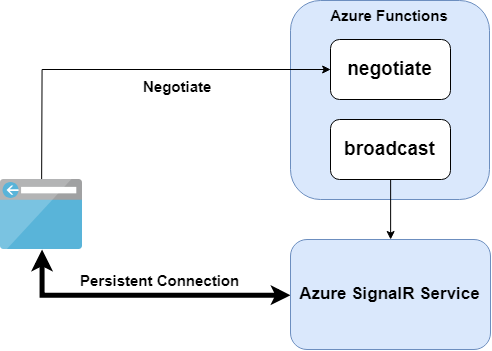 Azure Functions
negotiate
Negotiate
broadcast
Persistent Connection
Azure SignalR Service